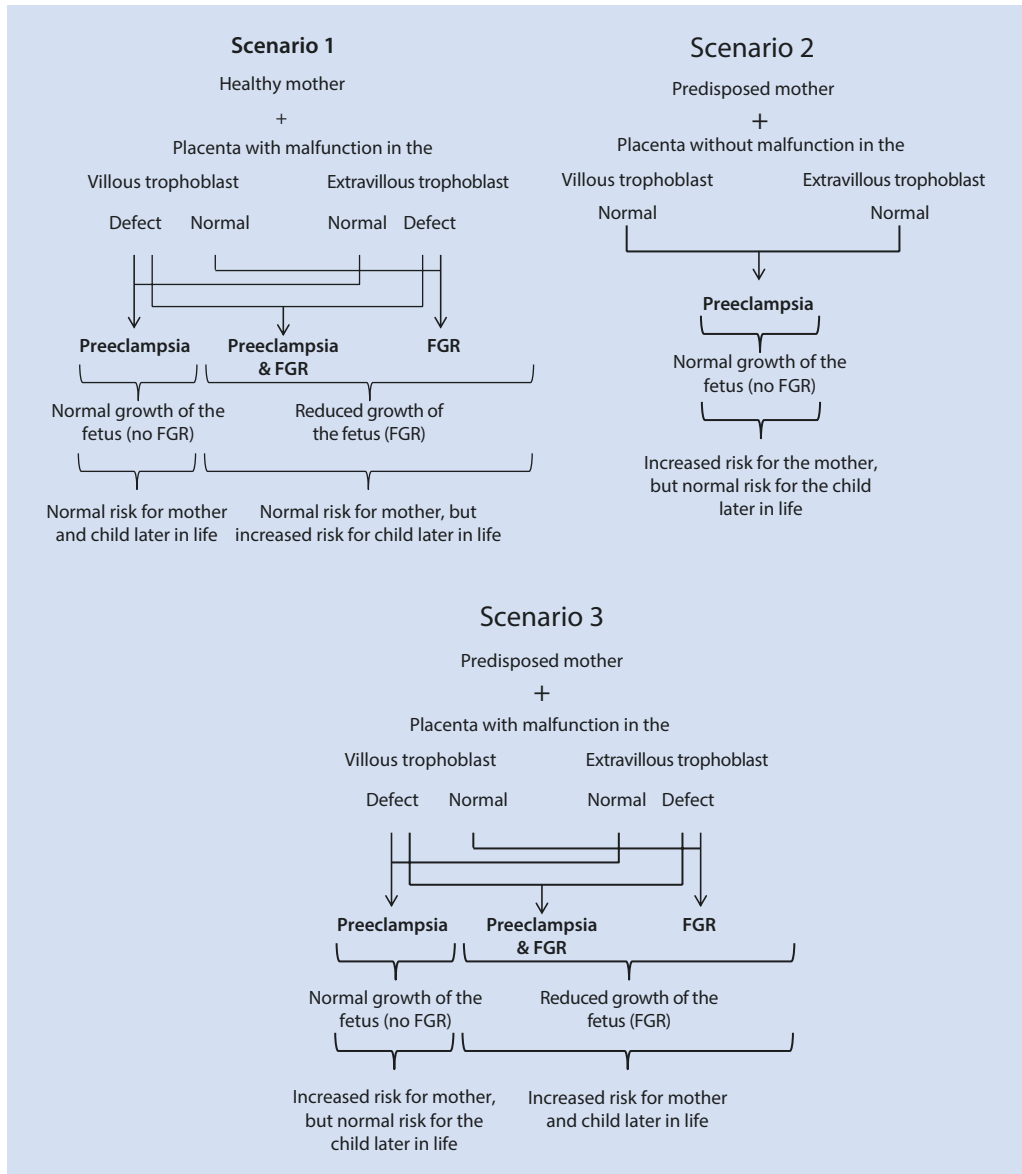 Scenario 1
Healthy mother
+
Placenta with malfunction in the
Villous trophoblast
Extravillous trophoblast
Defect
Normal
Normal
Defect
Preeclampsia
Preeclampsia
& FGR
FGR
Normal growth of the
fetus (no FGR)
Reduced growth of
the fetus (FGR)
Normal risk for mother
and child later in life
Normal risk for mother, but
increased risk for child later in life
Scenario 2
Predisposed mother
+
Placenta without malfunction in the
Villous trophoblast
Extravillous trophoblast
Normal
Normal
Preeclampsia
Normal growth of the
fetus (no FGR)
Increased risk for the mother,
but normal risk for the child
later in life
Scenario 3
Predisposed mother
+
Placenta with malfunction in the
Villous trophoblast
Extravillous trophoblast
Defect
Normal
Normal
Defect
Preeclampsia
Preeclampsia
& FGR
FGR
Normal growth of the
fetus (no FGR)
Reduced growth of the
fetus (FGR)
Increased risk for mother,
but normal risk for the
child later in life
Increased risk for mother
and child later in life